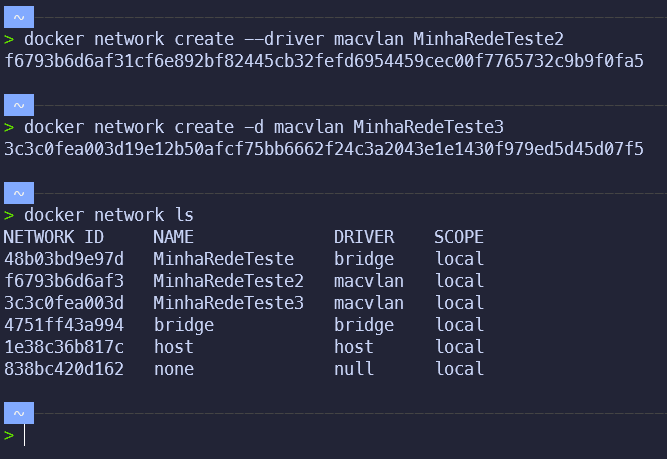 ~
> docker network create --driver macvlan MinhaRedeTeste2
f6793b6d6af31cf6e892bf82445cb32fefd6954459cec00f7765732c9b9f0fa5
~
> docker network create -d macvlan MinhaRedeTeste3
3c3c0fea003d19e12b50afcf75bb6662f24c3a2043e1e1430f979ed5d45d07f5
~
> docker network ls
NETWORK ID     NAME              DRIVER    SCOPE
48b03bd9e97d   MinhaRedeTeste    bridge    local
f6793b6d6af3   MinhaRedeTeste2   macvlan   local
3c3c0fea003d   MinhaRedeTeste3   macvlan   local
4751ff43a994   bridge            bridge    local
1e38c36b817c   host              host      local
838bc420d162   none              null      local
~
>